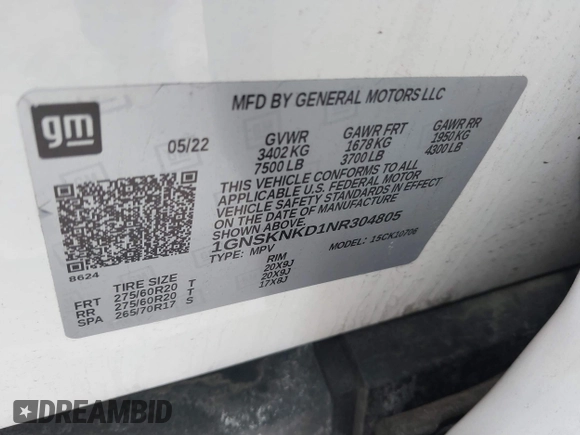 gm
MFD BY GENERAL MOTORS LLC
05/22 GVWR GAWR FRT GAWR RR
3402 KG 1678 KG 1950 KG
7500 LB 3700 LB 4300 LB
THIS VEHICLE CONFORMS TO ALL
APPLICABLE U.S. FEDERAL MOTOR
VEHICLE SAFETY STANDARDS IN EFFECT
ON THE DATE OF MANUFACTURE
SHOWN ABOVE.
1GNSKNKD1NR304805
TYPE: MPV MODEL: 15CK10706
8624
TIRE SIZE RIM
FRT 275/60R20 T 20X9J
RR 275/60R20 T 20X9J
SPA 265/70R17 S 17X8J
DREAMBID